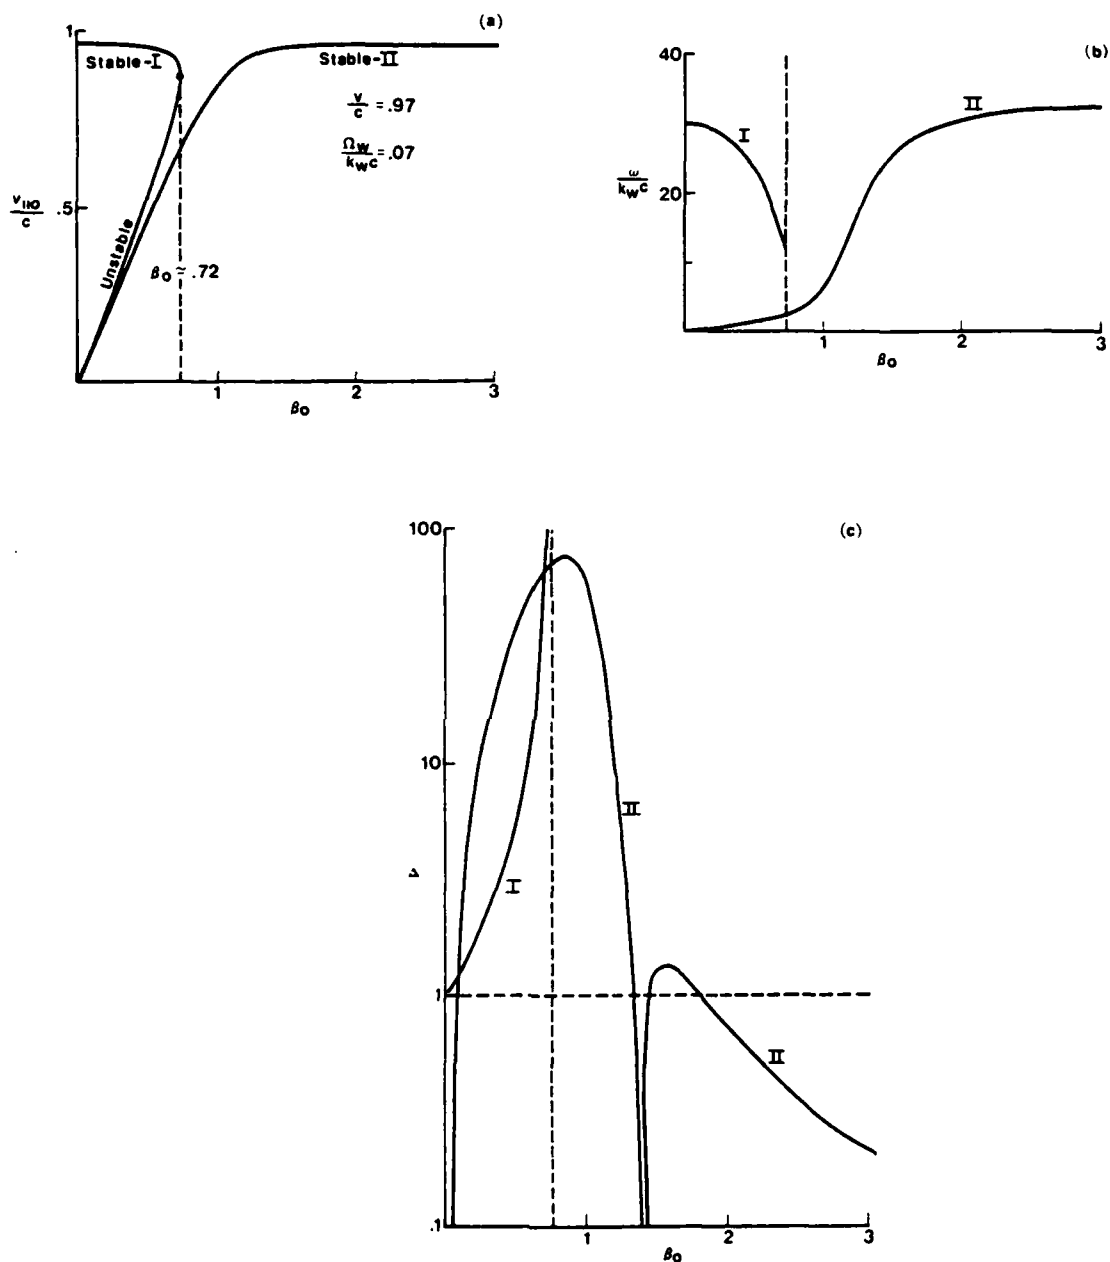 (a)
1
Stable-I
Stable-II
v/c = .97
Ωw/kwc = .07
v||0/c
.5
Unstable
β₀ ≃ .72
1
2
3
β₀
(b)
40
I
II
ω/kwc
20
1
2
3
β₀
(c)
100
10
II
I
1
II
.1
1
2
3
β₀